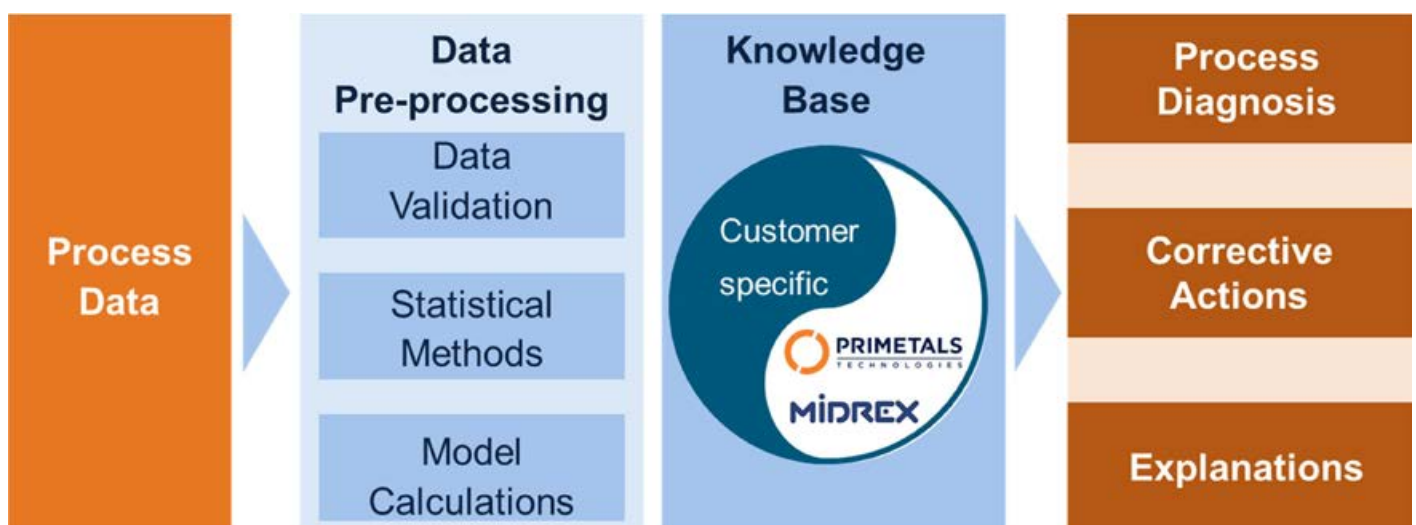 Process
Data
Data
Pre-processing
Data
Validation
Statistical
Methods
Model
Calculations
Knowledge
Base
Customer
specific
PRIMETALS
TECHNOLOGIES
MIDREX
Process
Diagnosis
Corrective
Actions
Explanations